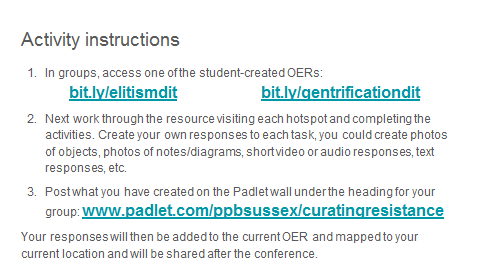 Activity instructions
1. In groups, access one of the student-created OERs:
bit.ly/elitismdit bit.ly/gentrificationdit
2. Next work through the resource visiting each hotspot and completing the
activities. Create your own responses to each task, you could create photos
of objects, photos of notes/diagrams, short video or audio responses, text
responses, etc.
3. Post what you have created on the Padlet wall under the heading for your
group: www.padlet.com/ppbsussex/curatingresistance
Your responses will then be added to the current OER and mapped to your
current location and will be shared after the conference.